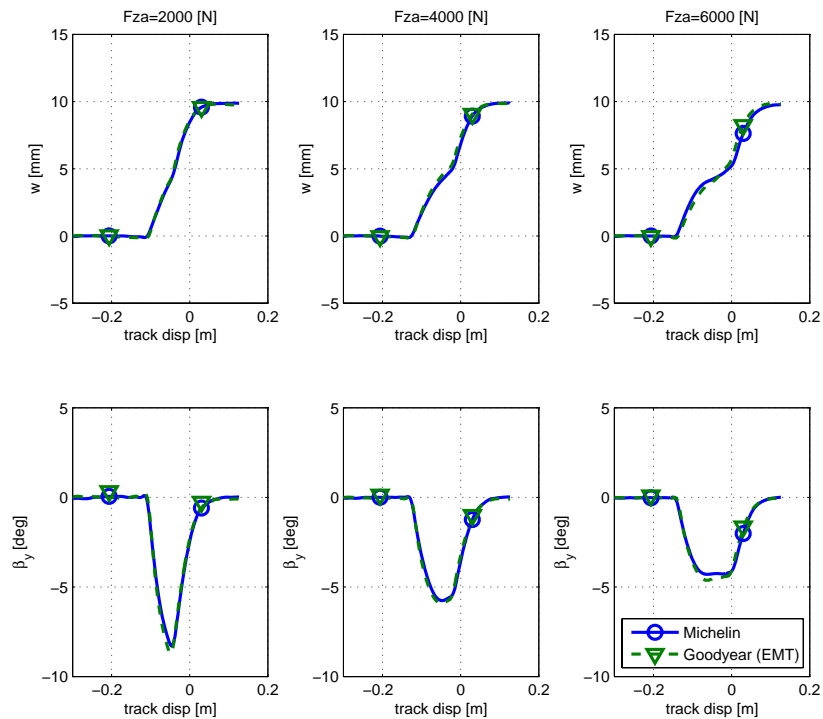 Fza=2000 [N] Fza=4000 [N] Fza=6000 [N]
15 15 15
10 10 10
5 5 5
0 0 0
−5 −5 −5
w [mm] w [mm] w [mm]
−0.2 0 0.2 −0.2 0 0.2 −0.2 0 0.2
track disp [m] track disp [m] track disp [m]
5 5 5
0 0 0
−5 −5 −5
−10 −10 −10
β_y [deg] β_y [deg] β_y [deg]
Michelin
Goodyear (EMT)
−0.2 0 0.2 −0.2 0 0.2 −0.2 0 0.2
track disp [m] track disp [m] track disp [m]